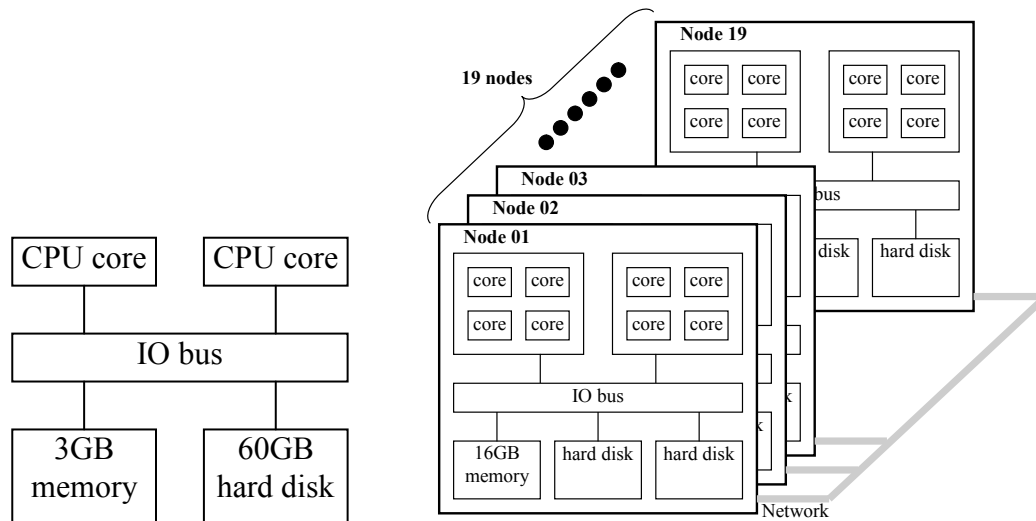 CPU core
CPU core
IO bus
3GB
memory
60GB
hard disk
19 nodes
Node 19
core
core
core
core
core
core
core
core
bus
disk
hard disk
Node 03
Node 02
Node 01
core
core
core
core
core
core
core
core
IO bus
16GB
memory
hard disk
hard disk
k
k
Network